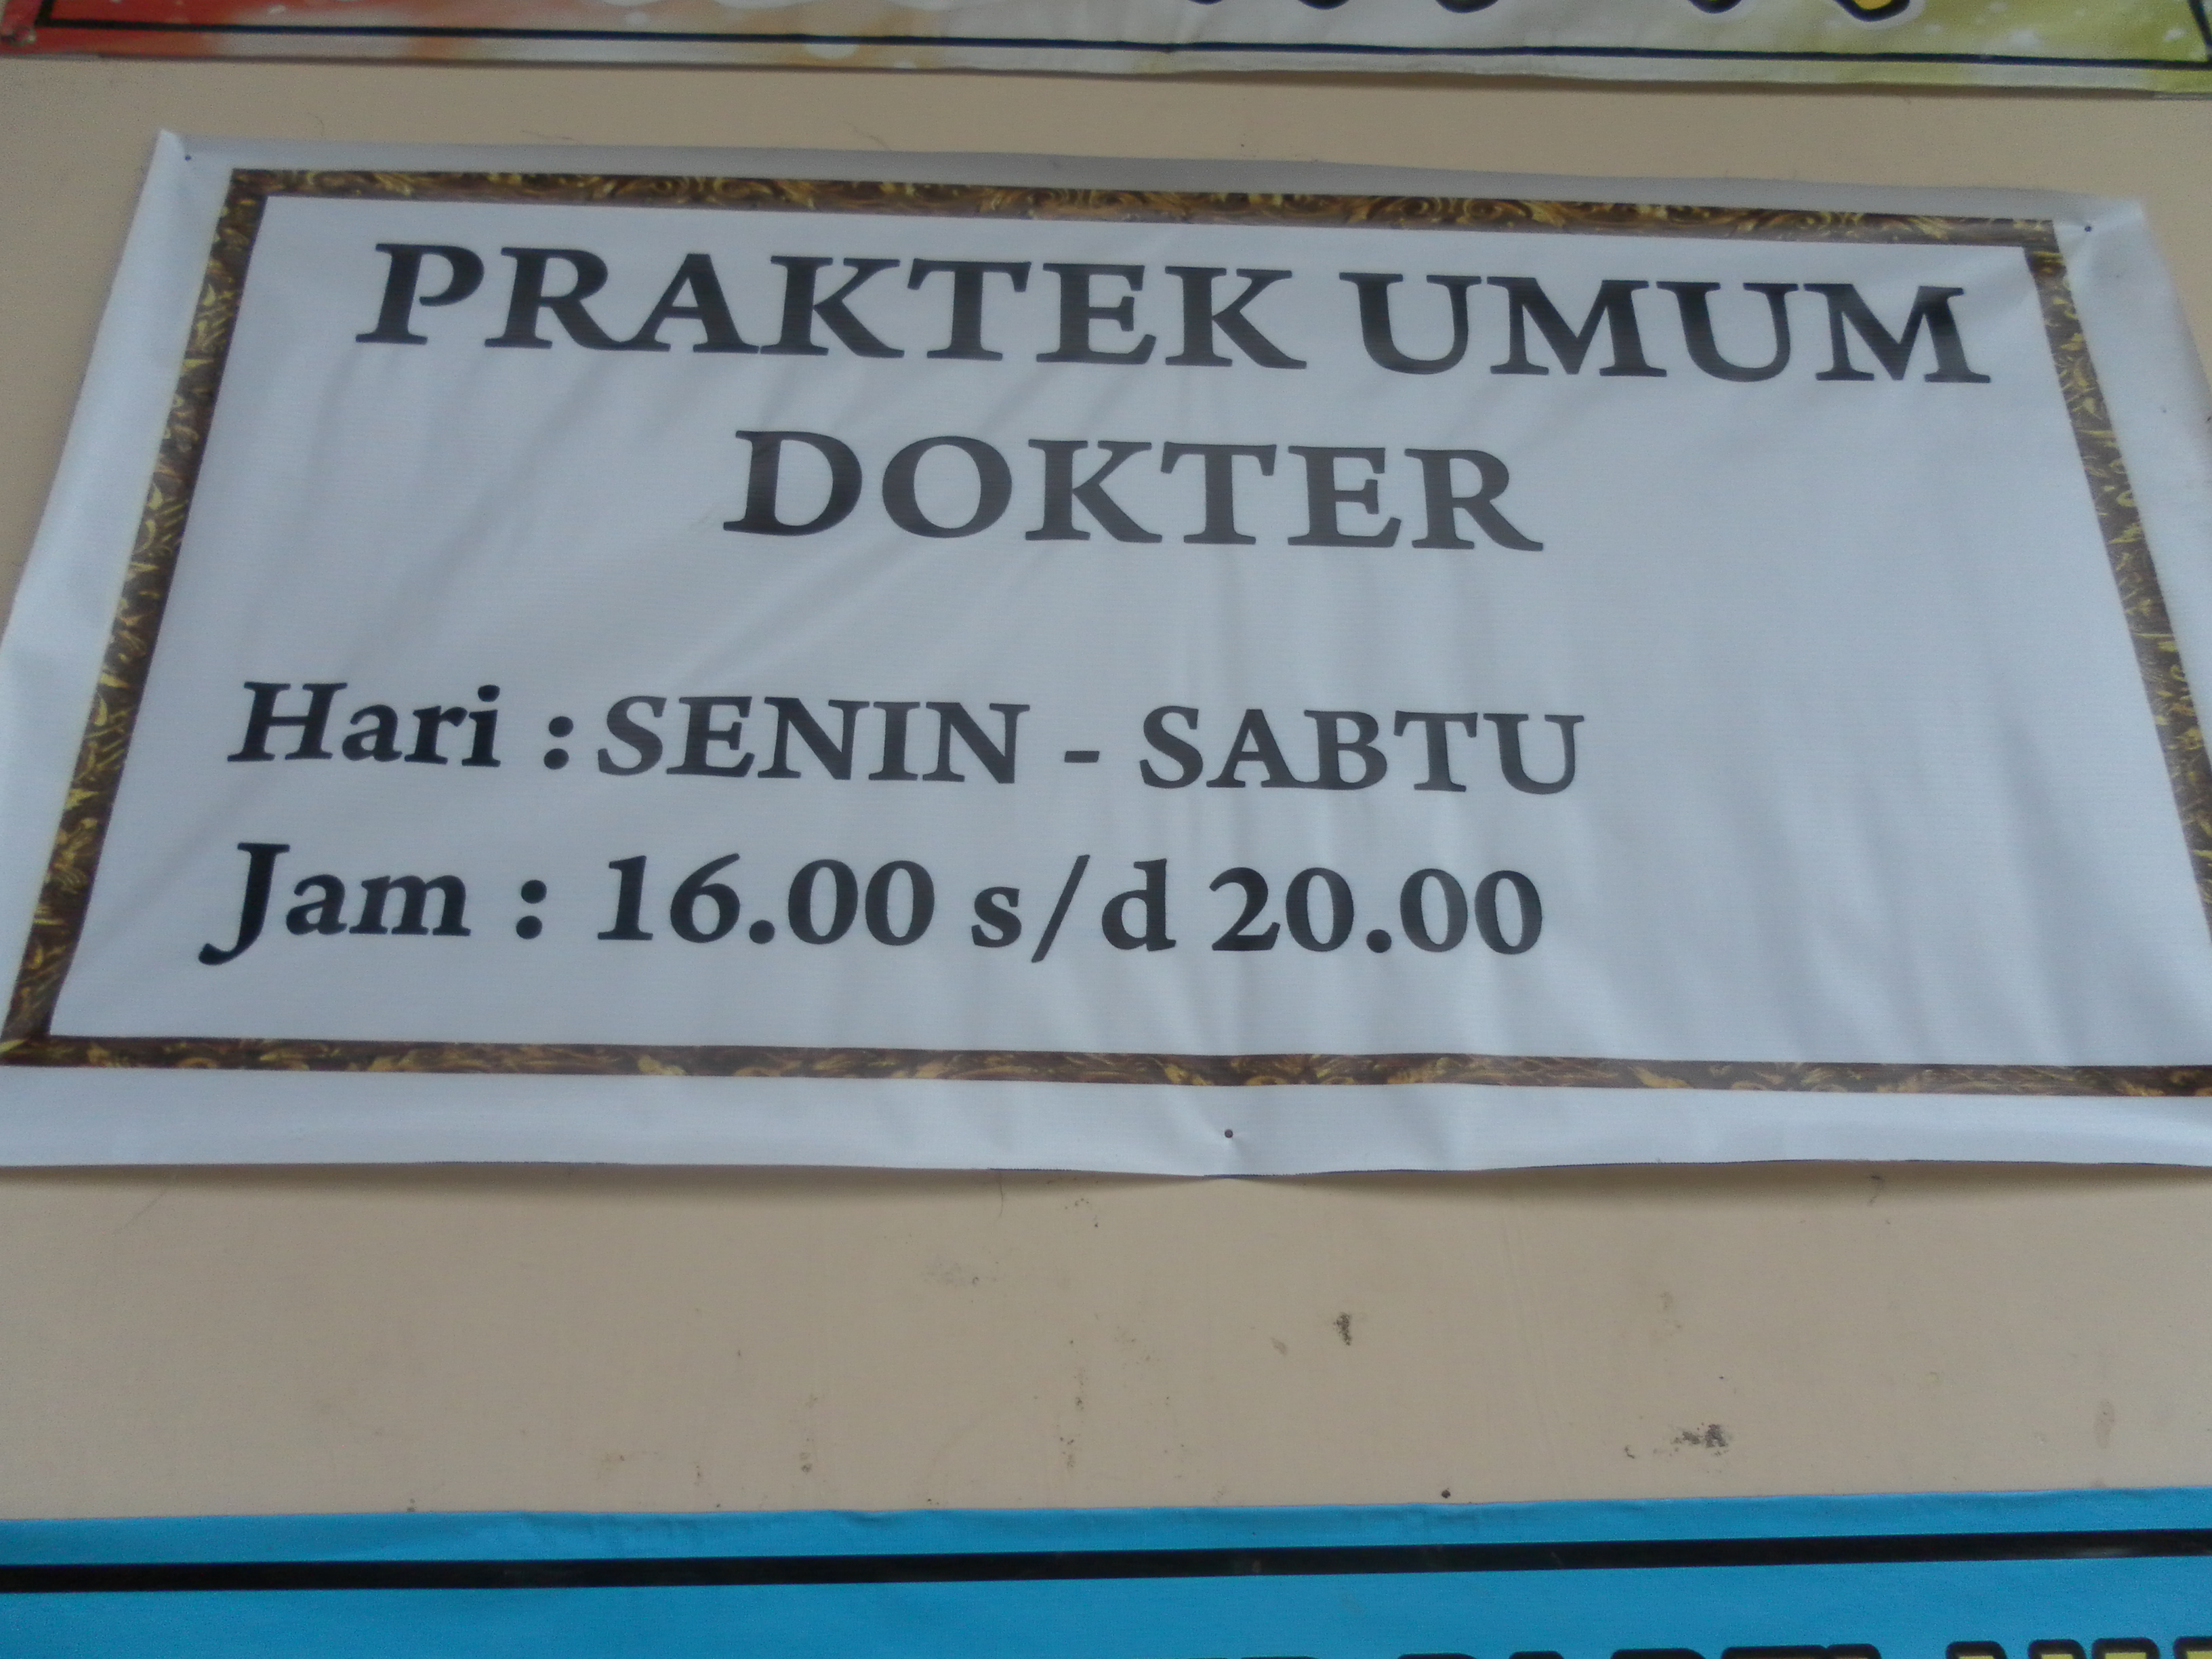 PRAKTEK UMUM
DOKTER
Hari : SENIN - SABTU
Jam : 16.00 s/d 20.00